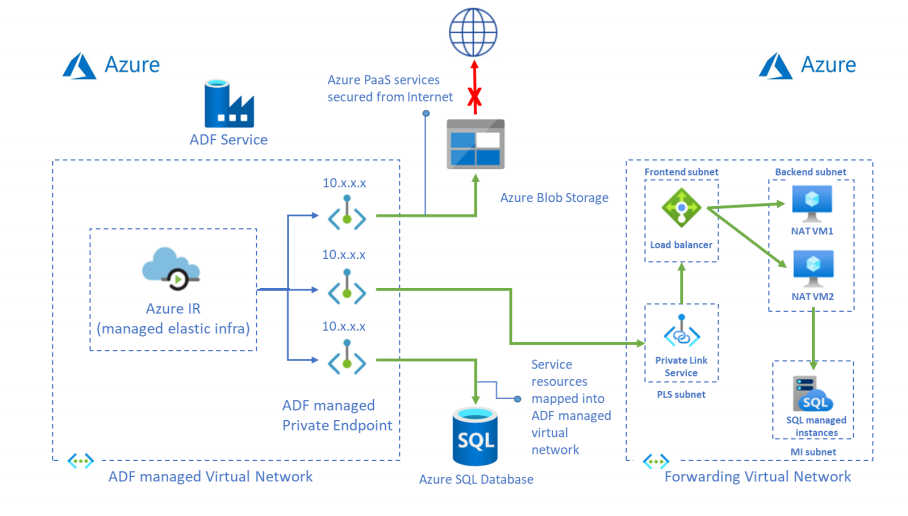 Azure
Azure
Azure PaaS services
secured from Internet
ADF Service
10.x.x.x
Azure Blob Storage
Azure IR
(managed elastic infra)
10.x.x.x
10.x.x.x
ADF managed
Private Endpoint
ADF managed Virtual Network
SQL
Azure SQL Database
Service
resources
mapped into
ADF managed
virtual
network
Frontend subnet
Load balancer
Backend subnet
NAT VM1
NAT VM2
Private Link
Service
PLS subnet
SQL
SQL managed
instances
MI subnet
Forwarding Virtual Network